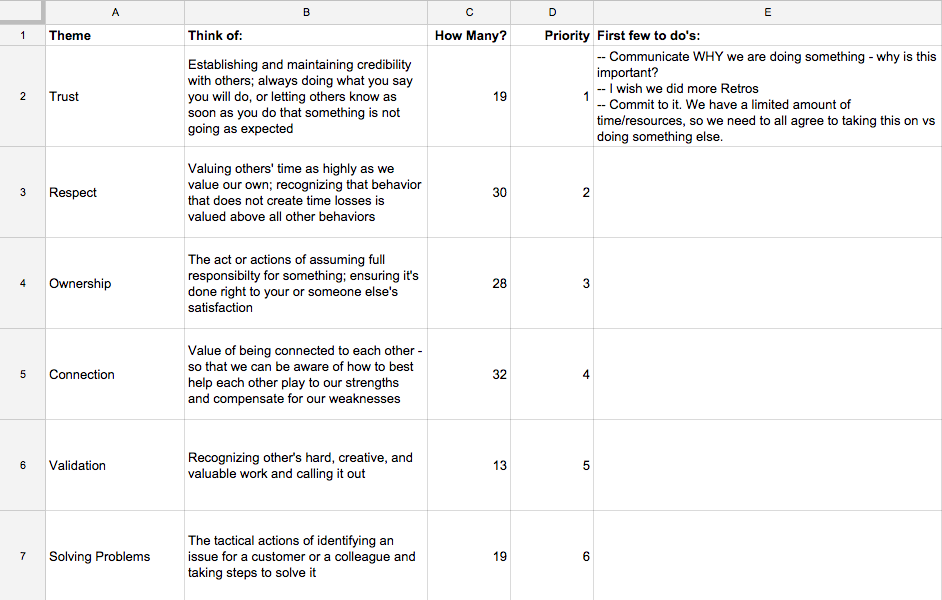 A B C D E
1 Theme Think of: How Many? Priority First few to do's:
2 Trust
Establishing and maintaining credibility
with others; always doing what you say
you will do, or letting others know as
soon as you do that something is not
going as expected
19
1
-- Communicate WHY we are doing something - why is this
important?
-- I wish we did more Retros
-- Commit to it. We have a limited amount of
time/resources, so we need to all agree to taking this on vs
doing something else.
3 Respect
Valuing others' time as highly as we
value our own; recognizing that behavior
that does not create time losses is
valued above all other behaviors
30
2
4 Ownership
The act or actions of assuming full
responsibilty for something; ensuring it's
done right to your or someone else's
satisfaction
28
3
5 Connection
Value of being connected to each other -
so that we can be aware of how to best
help each other play to our strengths
and compensate for our weaknesses
32
4
6 Validation
Recognizing other's hard, creative, and
valuable work and calling it out
13
5
7 Solving Problems
The tactical actions of identifying an
issue for a customer or a colleague and
taking steps to solve it
19
6